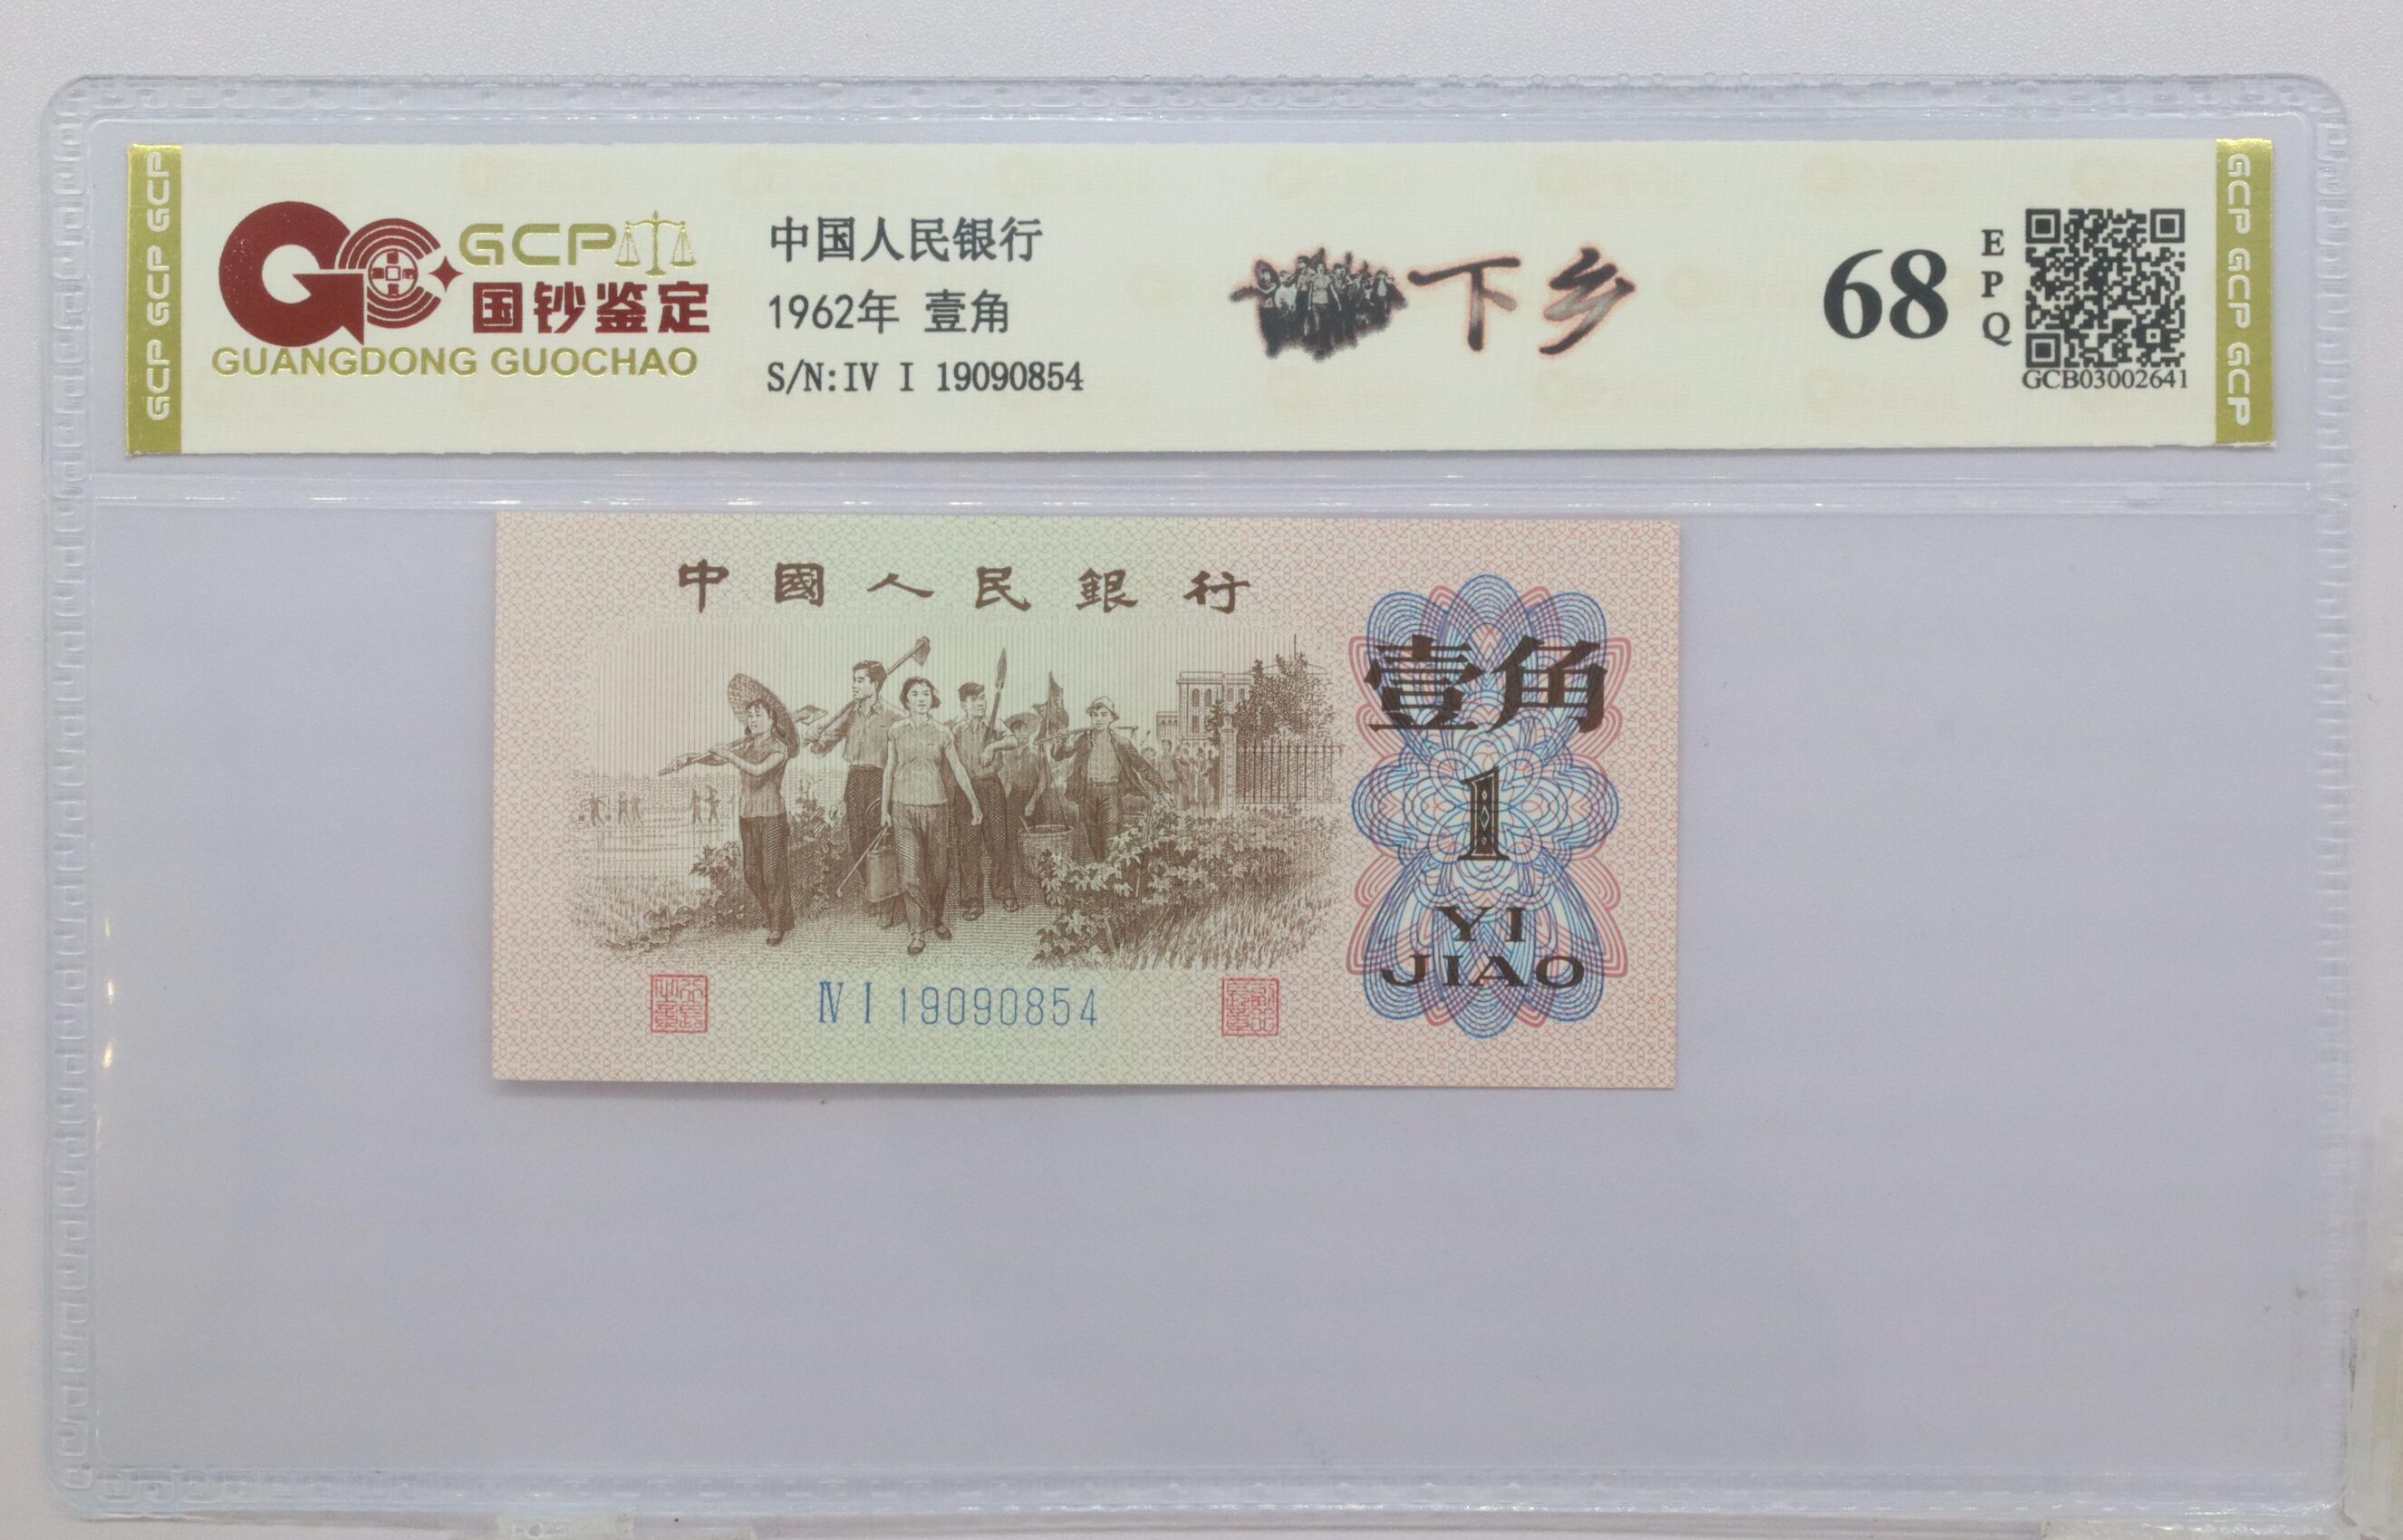 GCP GCP GCP
GCP
国钞鉴定
GUANGDONG GUOCHAO
中国人民银行
1962年 壹角
S/N:IV I 19090854
下乡
68
EPQ
GCB03002641
GCP GCP GCP
中國人民銀行
壹角
1
YI
JIAO
IV I 19090854